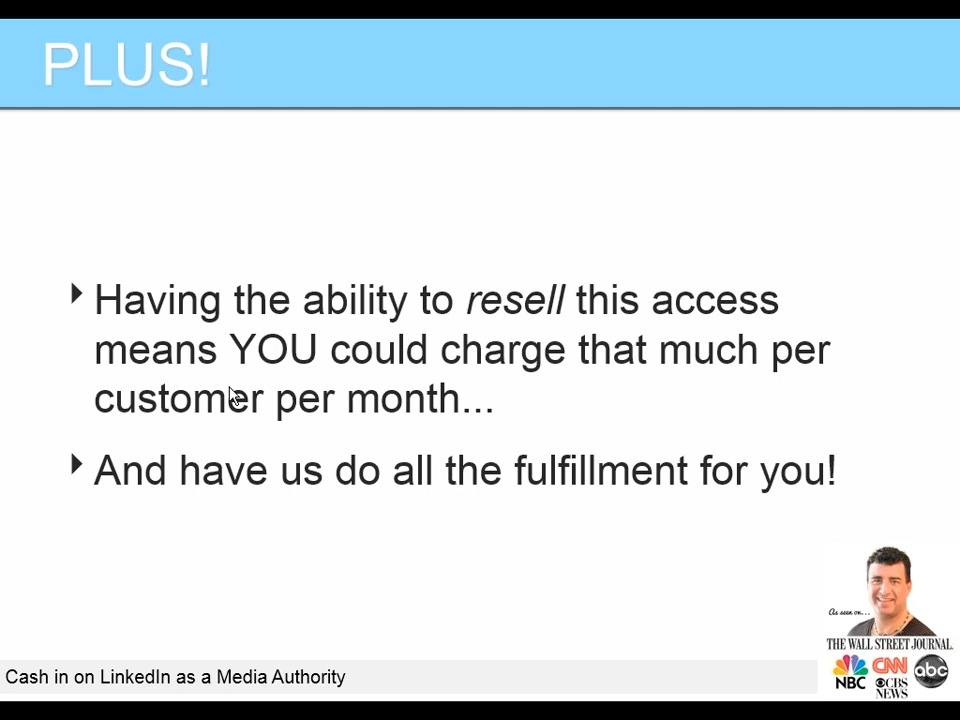 PLUS!
Having the ability to resell this access
means YOU could charge that much per
customer per month...
And have us do all the fulfillment for you!
As seen on...
THE WALL STREET JOURNAL.
NBC CNN abc
CBS
NEWS
Cash in on LinkedIn as a Media Authority